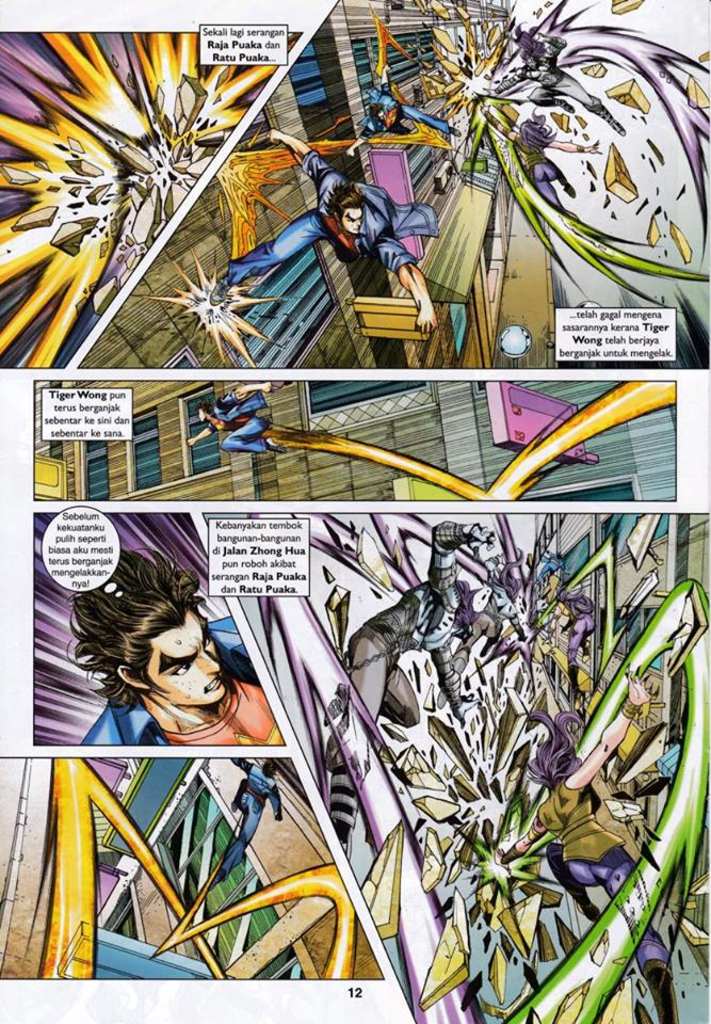 Sekali lagi serangan
Raja Puaka dan
Ratu Puaka...
...telah gagal mengena
sasarannya kerana Tiger
Wong telah berjaya
berganjak untuk mengelak.
Tiger Wong pun
terus berganjak
sebentar ke sini dan
sebentar ke sana.
Sebelum
kekuatanku
pulih seperti
biasa aku mesti
terus berganjak
mengelakkan-
nya!
Kebanyakan tembok
bangunan-bangunan
di Jalan Zhong Hua
pun roboh akibat
serangan Raja Puaka
dan Ratu Puaka.
12